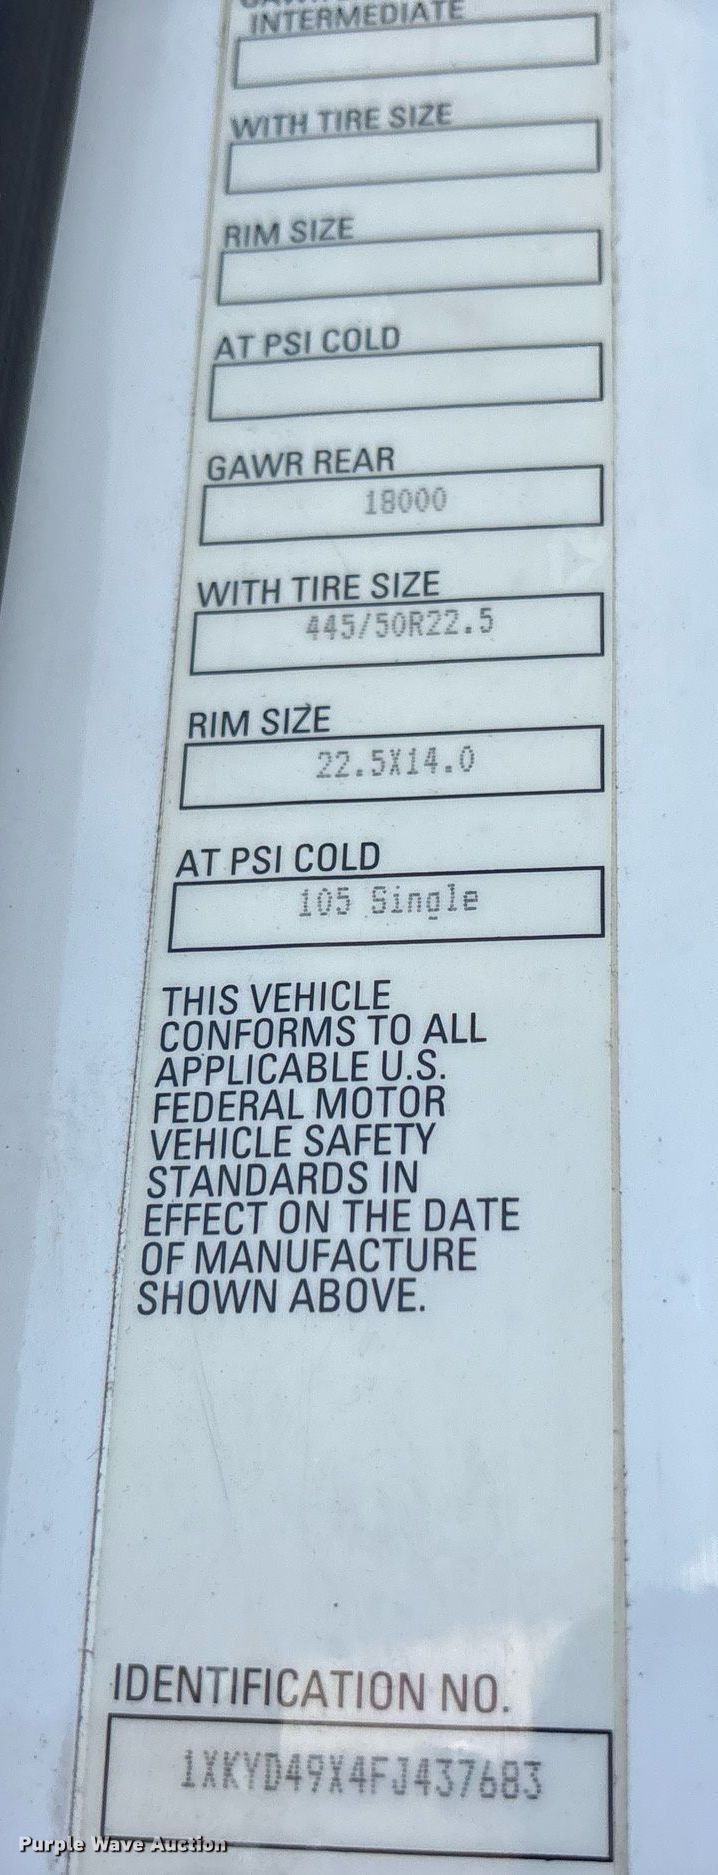 INTERMEDIATE
WITH TIRE SIZE
RIM SIZE
AT PSI COLD
GAWR REAR
18000
WITH TIRE SIZE
445/50R22.5
RIM SIZE
22.5X14.0
AT PSI COLD
105 Single
THIS VEHICLE
CONFORMS TO ALL
APPLICABLE U.S.
FEDERAL MOTOR
VEHICLE SAFETY
STANDARDS IN
EFFECT ON THE DATE
OF MANUFACTURE
SHOWN ABOVE.
IDENTIFICATION NO.
1XKYD49X4FJ437683
Purple Wave Auction